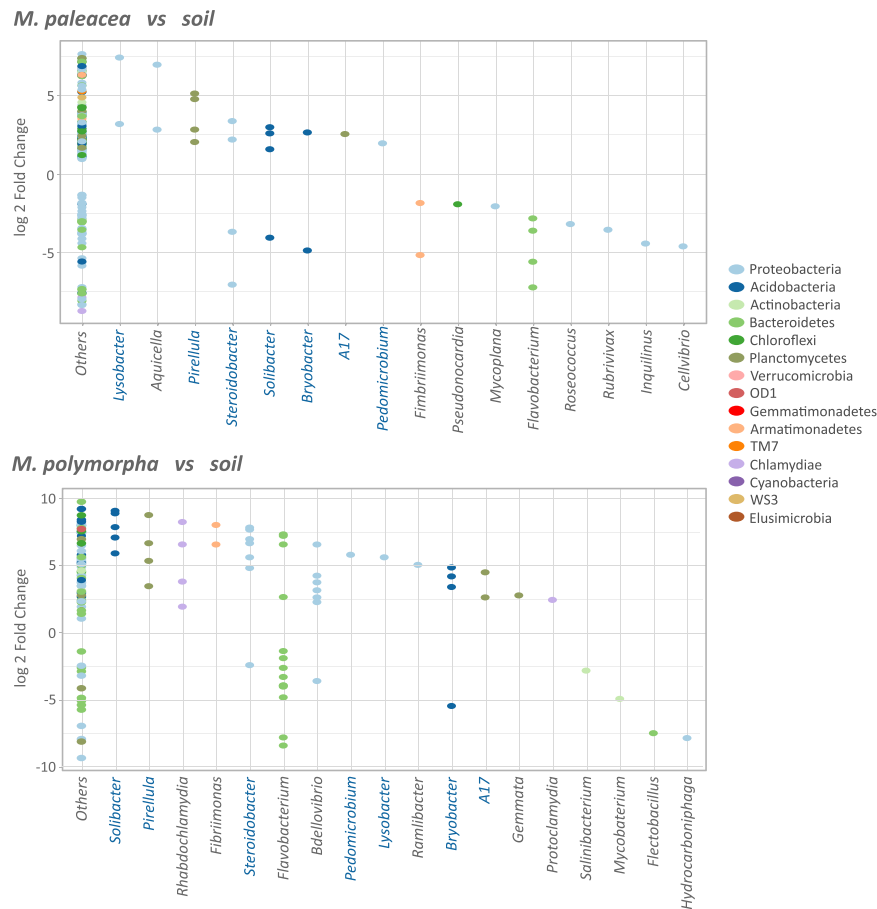 M. paleacea vs soil
5
0
-5
log 2 Fold Change
Others
Lysobacter
Aquicella
Pirellula
Steroidobacter
Solibacter
Bryobacter
A17
Pedomicrobium
Fimbriimonas
Pseudonocardia
Mycoplana
Flavobacterium
Roseococcus
Rubrivivax
Inquilinus
Cellvibrio
Proteobacteria
Acidobacteria
Actinobacteria
Bacteroidetes
Chloroflexi
Planctomycetes
Verrucomicrobia
OD1
Gemmatimonadetes
Armatimonadetes
TM7
Chlamydiae
Cyanobacteria
WS3
Elusimicrobia
M. polymorpha vs soil
10
5
0
-5
-10
log 2 Fold Change
Others
Solibacter
Pirellula
Rhabdochlamydia
Fibriimonas
Steroidobacter
Flavobacterium
Bdellovibrio
Pedomicrobium
Lysobacter
Ramlibacter
Bryobacter
A17
Gemmata
Protoclamydia
Salinibacterium
Mycobaterium
Flectobacillus
Hydrocarboniphaga